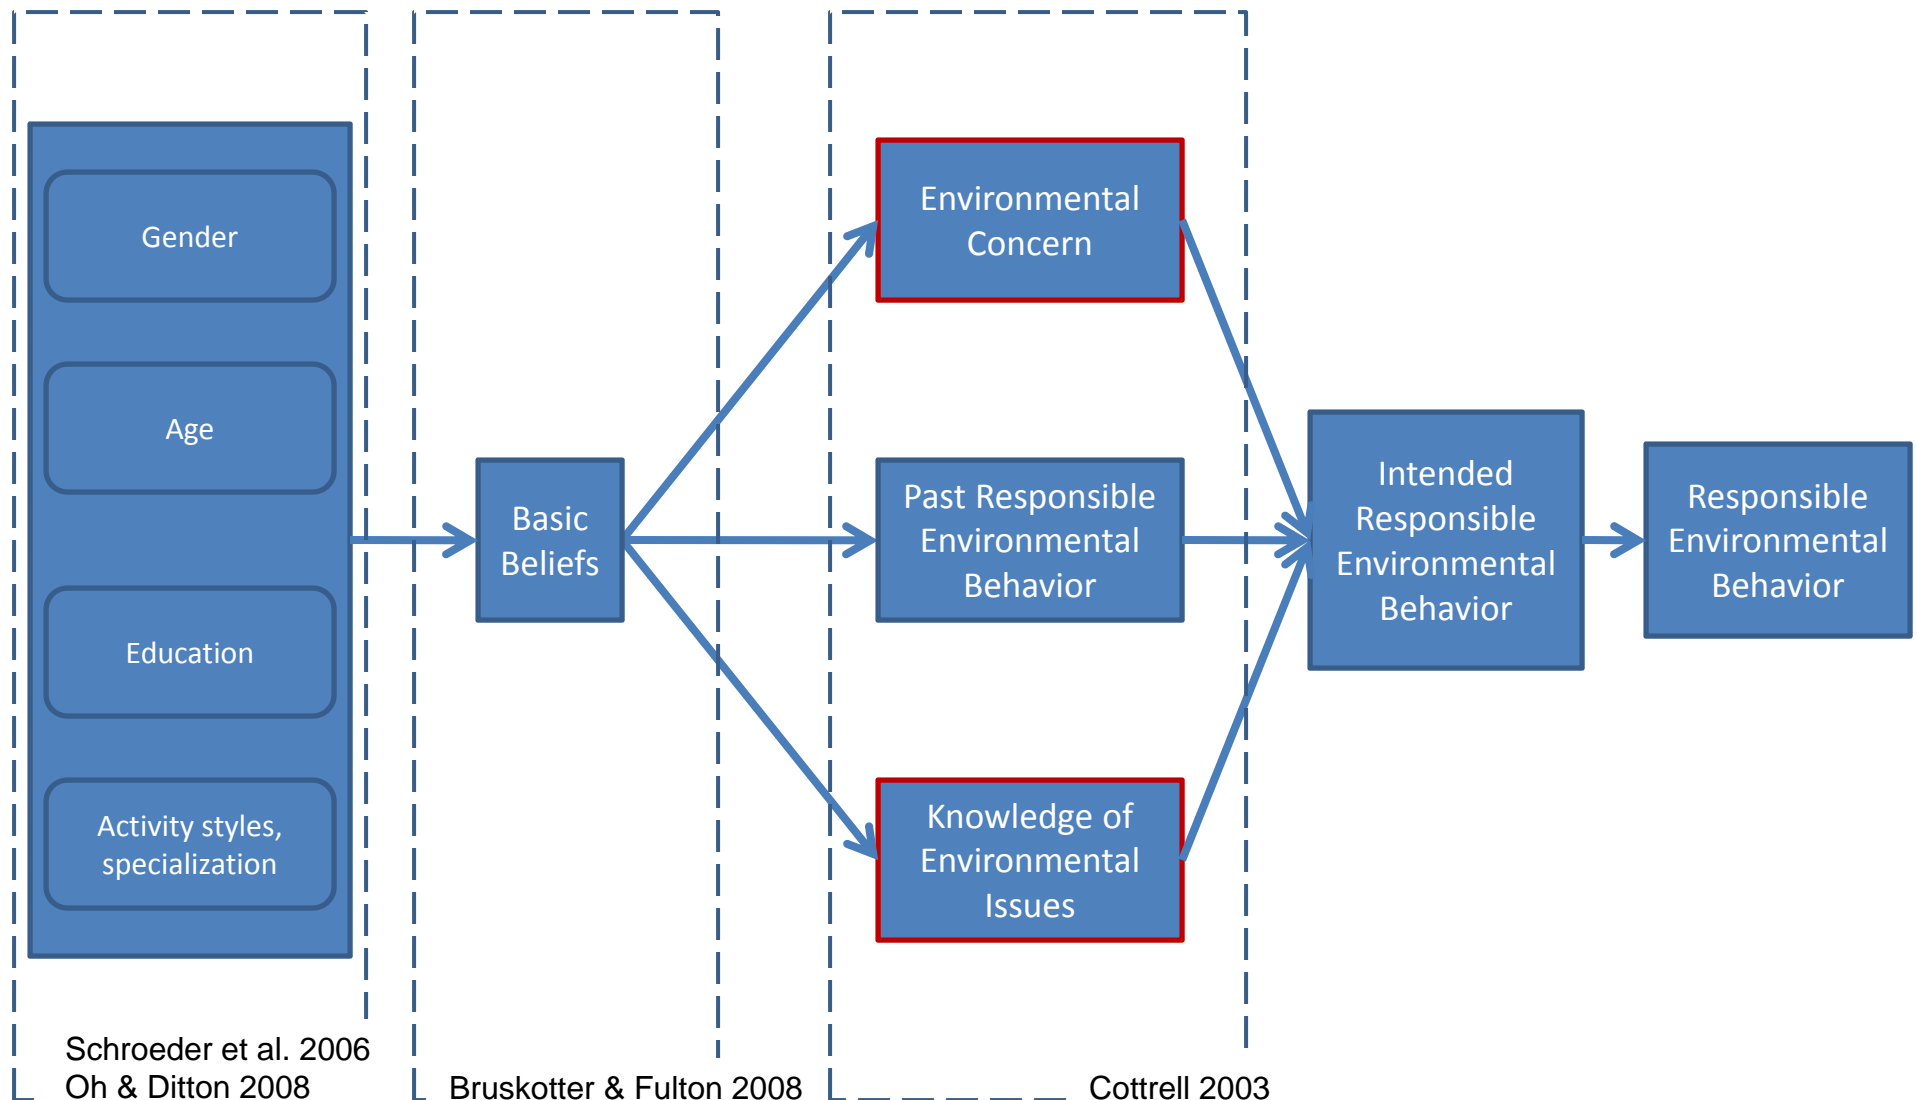 Gender
Age
Education
Activity styles,
specialization
Basic
Beliefs
Environmental
Concern
Past Responsible
Environmental
Behavior
Knowledge of
Environmental
Issues
Intended
Responsible
Environmental
Behavior
Responsible
Environmental
Behavior
Schroeder et al. 2006
Oh & Ditton 2008
Bruskotter & Fulton 2008
Cottrell 2003